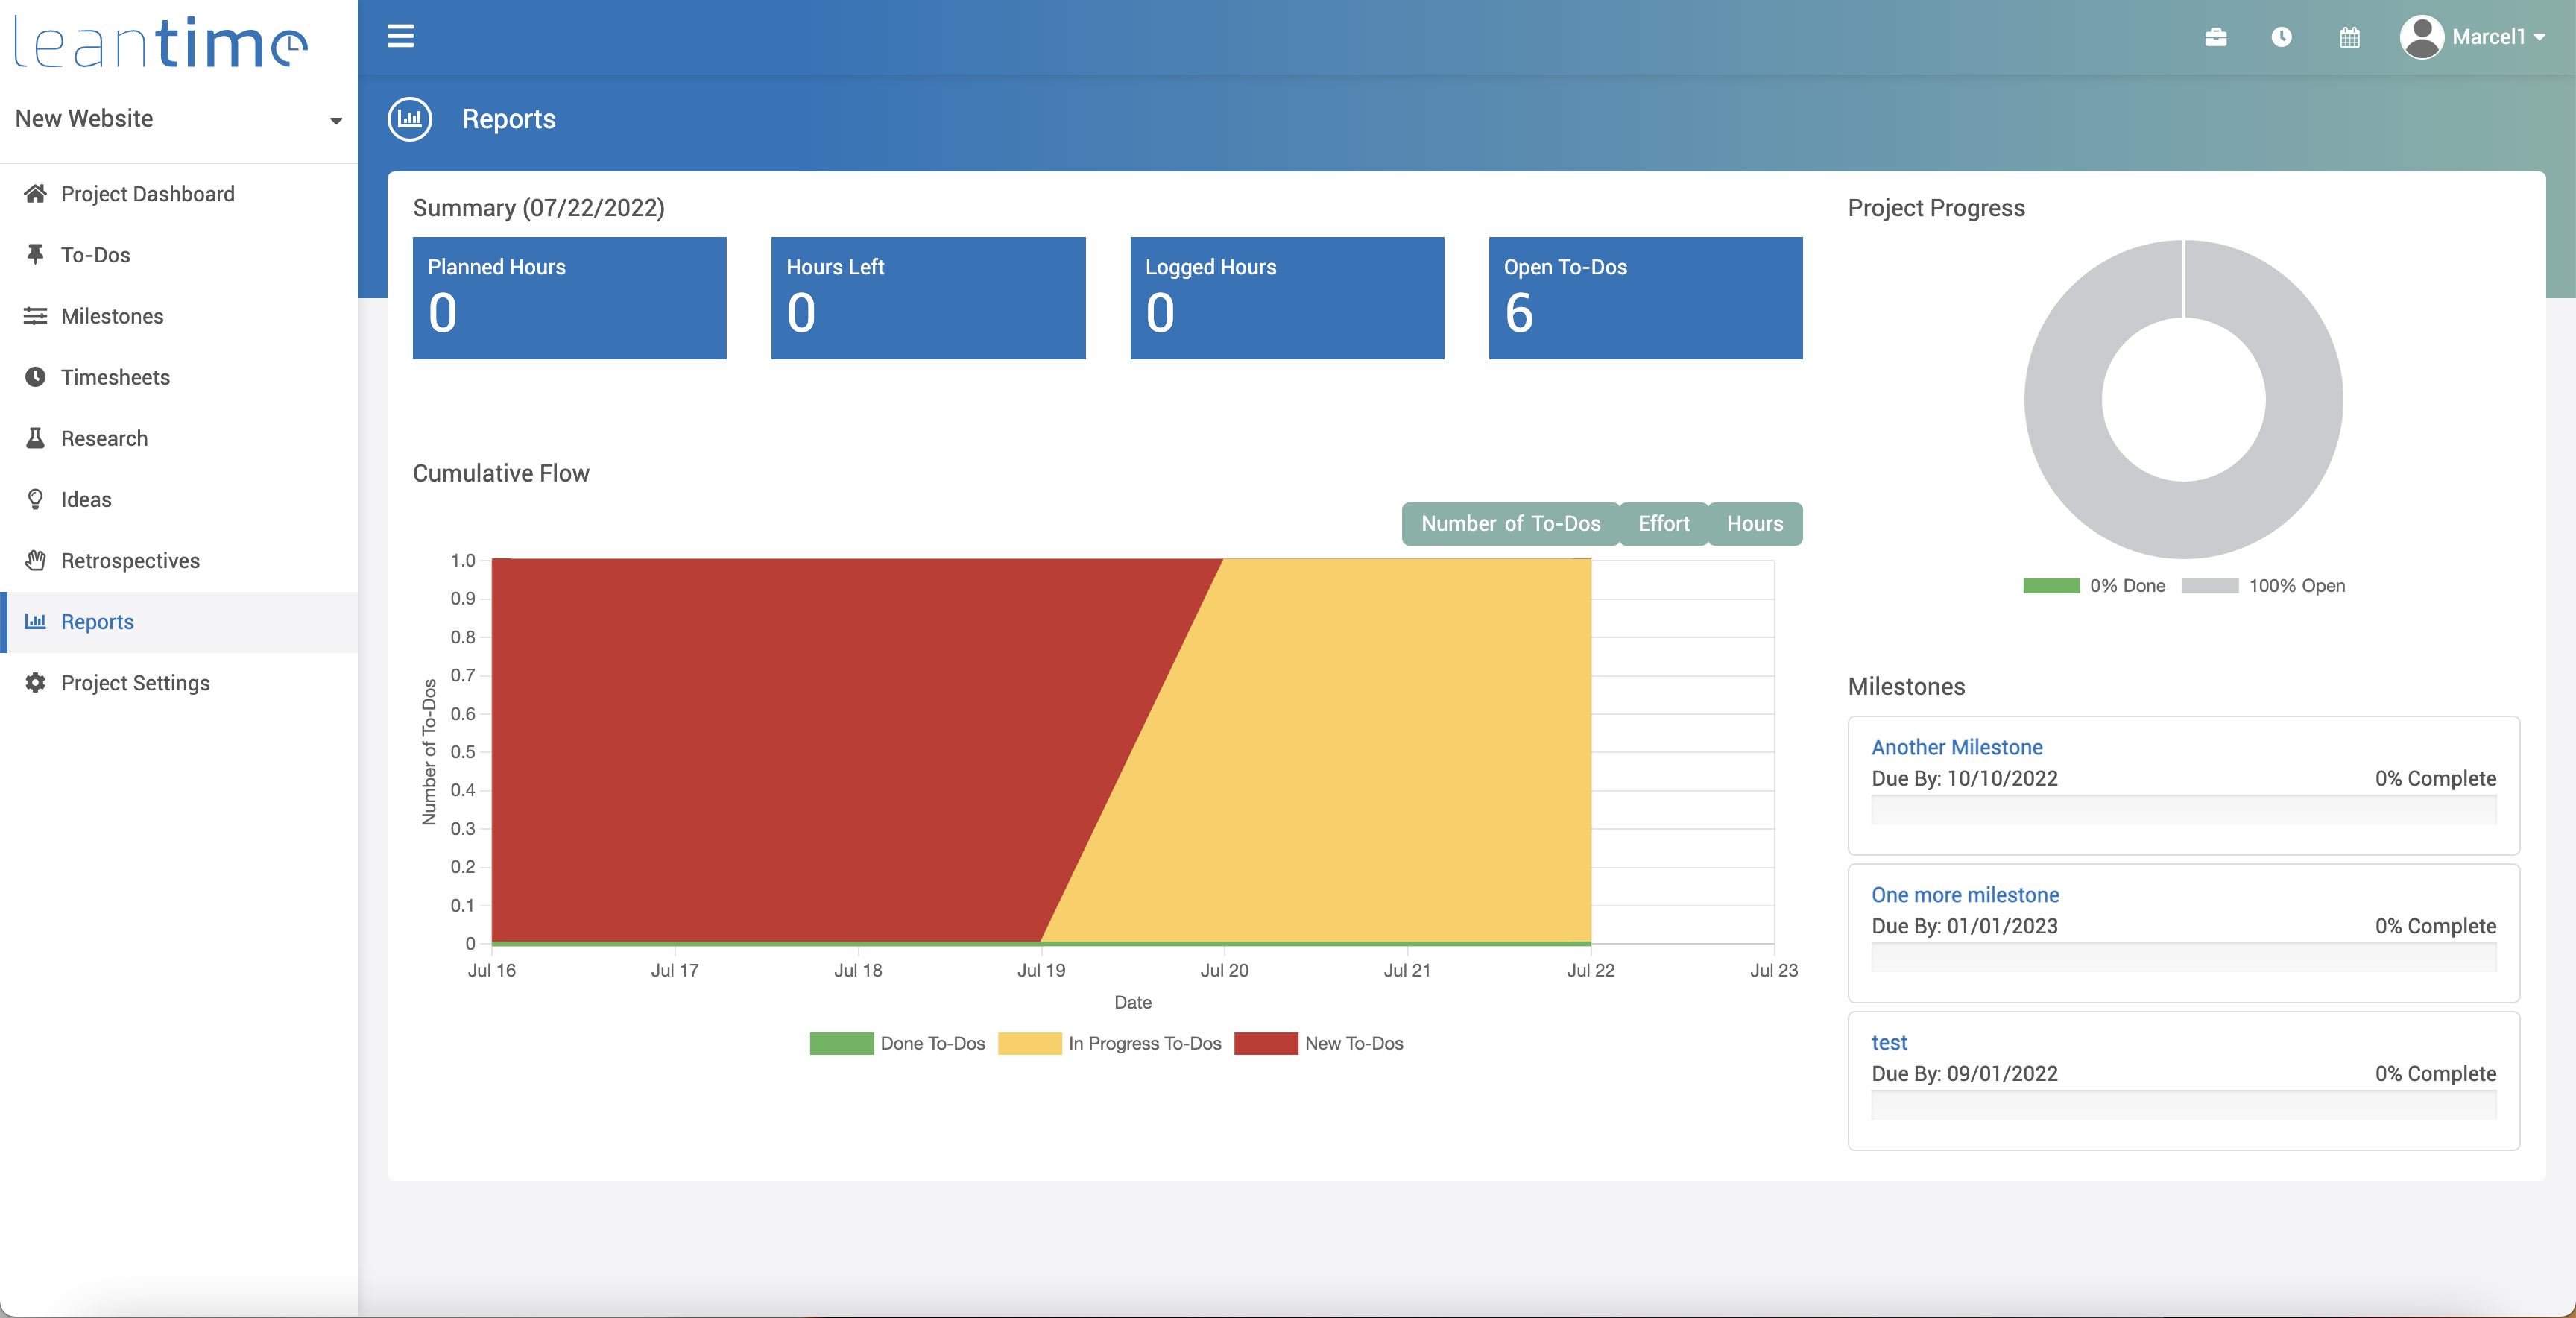 leantime
Marcel1
New Website
Reports
Project Dashboard
To-Dos
Milestones
Timesheets
Research
Ideas
Retrospectives
Reports
Project Settings
Summary (07/22/2022)
Planned Hours
0
Hours Left
0
Logged Hours
0
Open To-Dos
6
Cumulative Flow
Number of To-Dos
Effort
Hours
1.0
0.9
0.8
0.7
0.6
0.5
0.4
0.3
0.2
0.1
0
Number of To-Dos
Jul 16
Jul 17
Jul 18
Jul 19
Jul 20
Jul 21
Jul 22
Jul 23
Date
Done To-Dos
In Progress To-Dos
New To-Dos
Project Progress
0% Done
100% Open
Milestones
Another Milestone
Due By: 10/10/2022
0% Complete
One more milestone
Due By: 01/01/2023
0% Complete
test
Due By: 09/01/2022
0% Complete